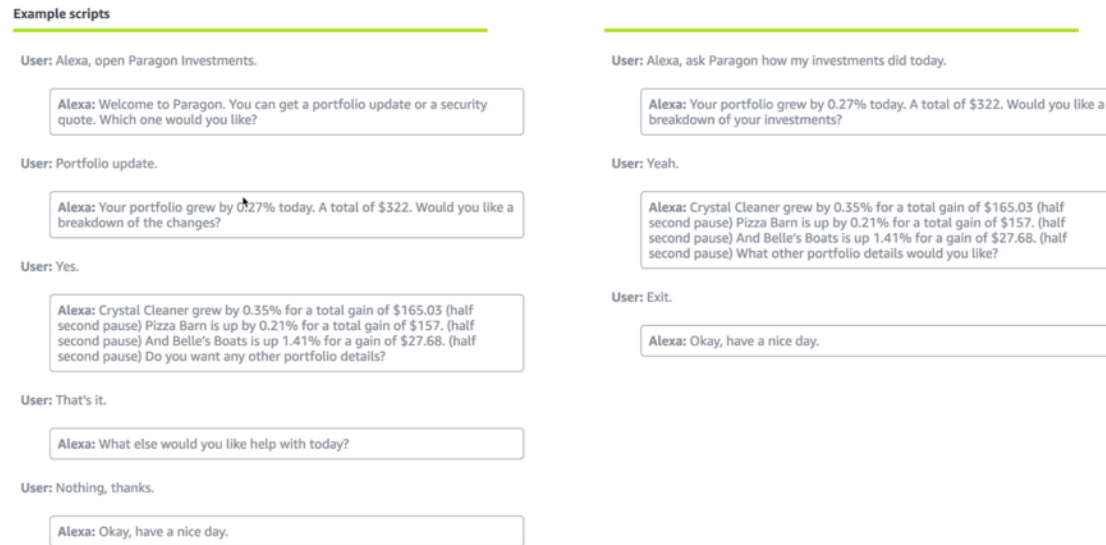 Example scripts
User: Alexa, open Paragon Investments.
Alexa: Welcome to Paragon. You can get a portfolio update or a security
quote. Which one would you like?
User: Portfolio update.
Alexa: Your portfolio grew by 0.27% today. A total of $322. Would you like a
breakdown of the changes?
User: Yes.
Alexa: Crystal Cleaner grew by 0.35% for a total gain of $165.03 (half
second pause) Pizza Barn is up by 0.21% for a total gain of $157. (half
second pause) And Belle's Boats is up 1.41% for a gain of $27.68. (half
second pause) Do you want any other portfolio details?
User: That's it.
Alexa: What else would you like help with today?
User: Nothing, thanks.
Alexa: Okay, have a nice day.
User: Alexa, ask Paragon how my investments did today.
Alexa: Your portfolio grew by 0.27% today. A total of $322. Would you like a
breakdown of your investments?
User: Yeah.
Alexa: Crystal Cleaner grew by 0.35% for a total gain of $165.03 (half
second pause) Pizza Barn is up by 0.21% for a total gain of $157. (half
second pause) And Belle's Boats is up 1.41% for a gain of $27.68. (half
second pause) What other portfolio details would you like?
User: Exit.
Alexa: Okay, have a nice day.